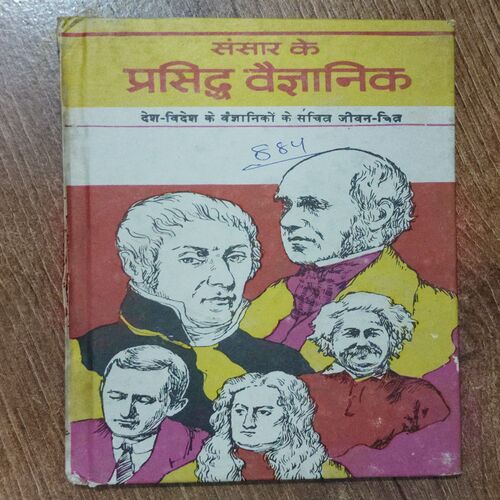 संसार के
प्रसिद्ध वैज्ञानिक
देश-विदेश के वैज्ञानिकों के सचित्र जीवन-चित्र
884